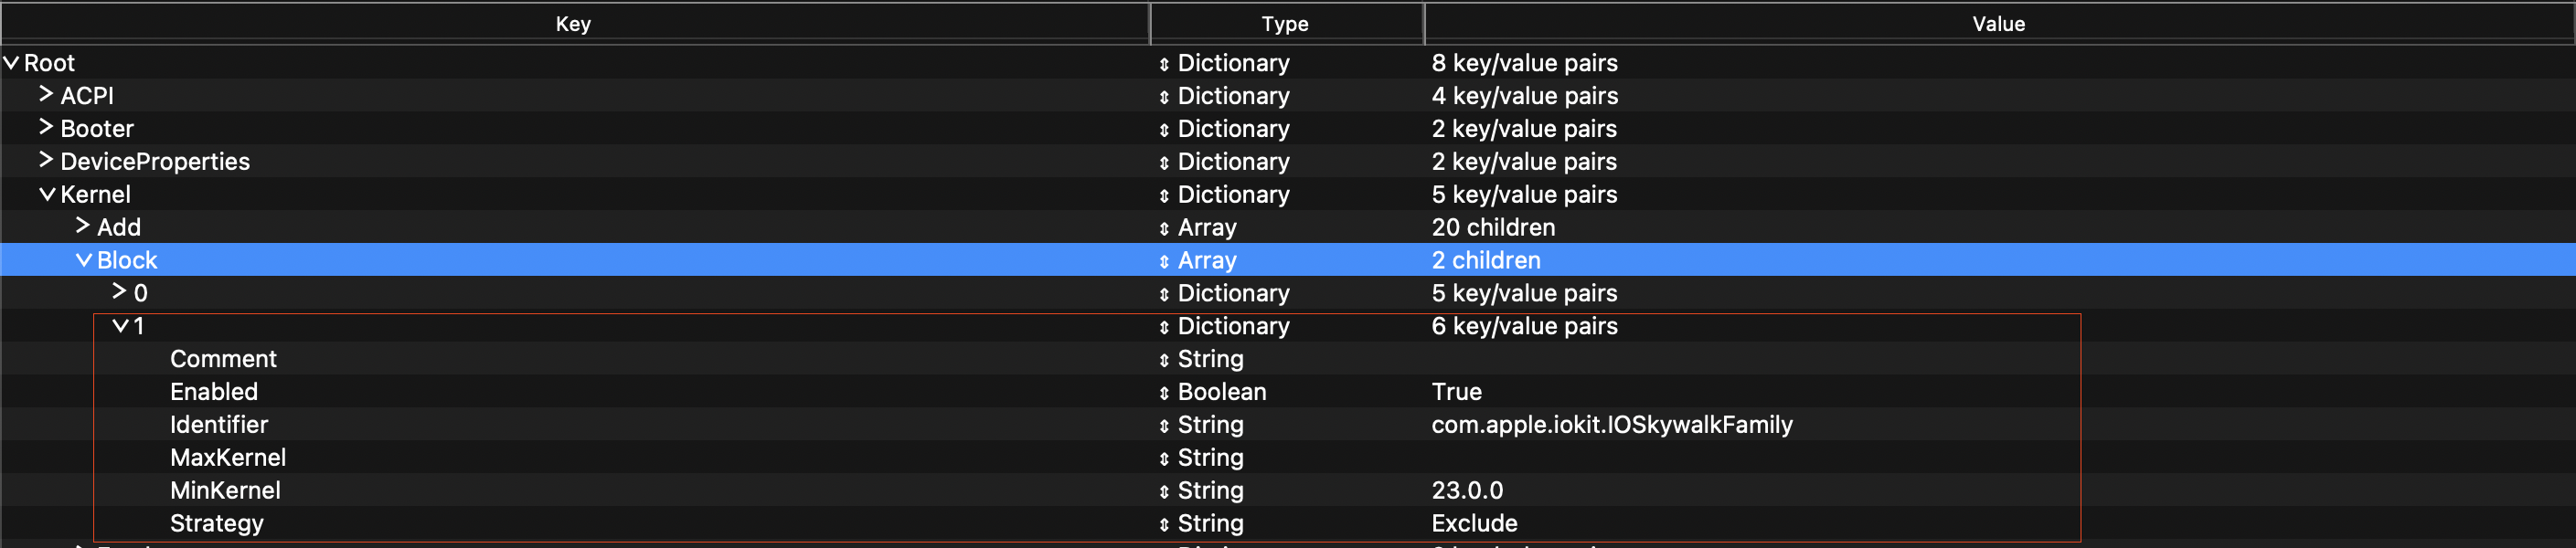 Key Type Value
Root Dictionary 8 key/value pairs
ACPI Dictionary 4 key/value pairs
Booter Dictionary 2 key/value pairs
DeviceProperties Dictionary 2 key/value pairs
Kernel Dictionary 5 key/value pairs
Add Array 20 children
Block Array 2 children
0 Dictionary 5 key/value pairs
1 Dictionary 6 key/value pairs
Comment String
Enabled Boolean True
Identifier String com.apple.iokit.IOSkywalkFamily
MaxKernel String
MinKernel String 23.0.0
Strategy String Exclude